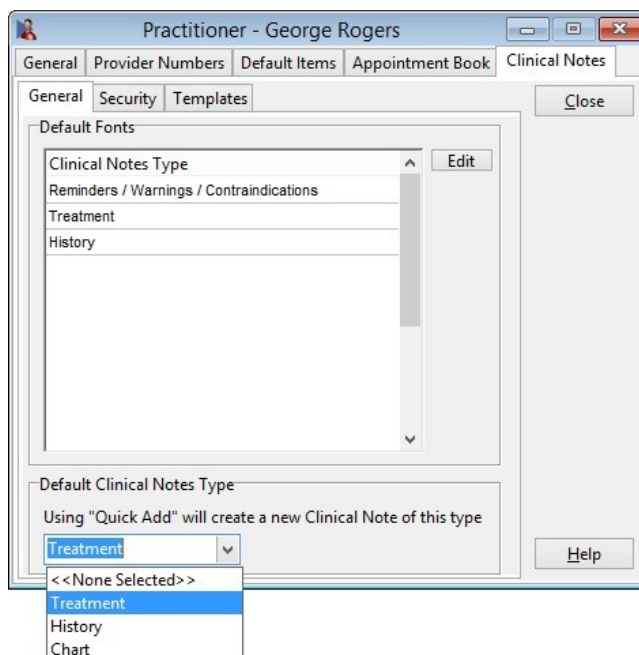 Practitioner - George Rogers
General Provider Numbers Default Items Appointment Book Clinical Notes
General Security Templates
Close
Default Fonts
Clinical Notes Type
Edit
Reminders / Warnings / Contraindications
Treatment
History
Default Clinical Notes Type
Using "Quick Add" will create a new Clinical Note of this type
Treatment
Help
<<None Selected>>
Treatment
History
Chart